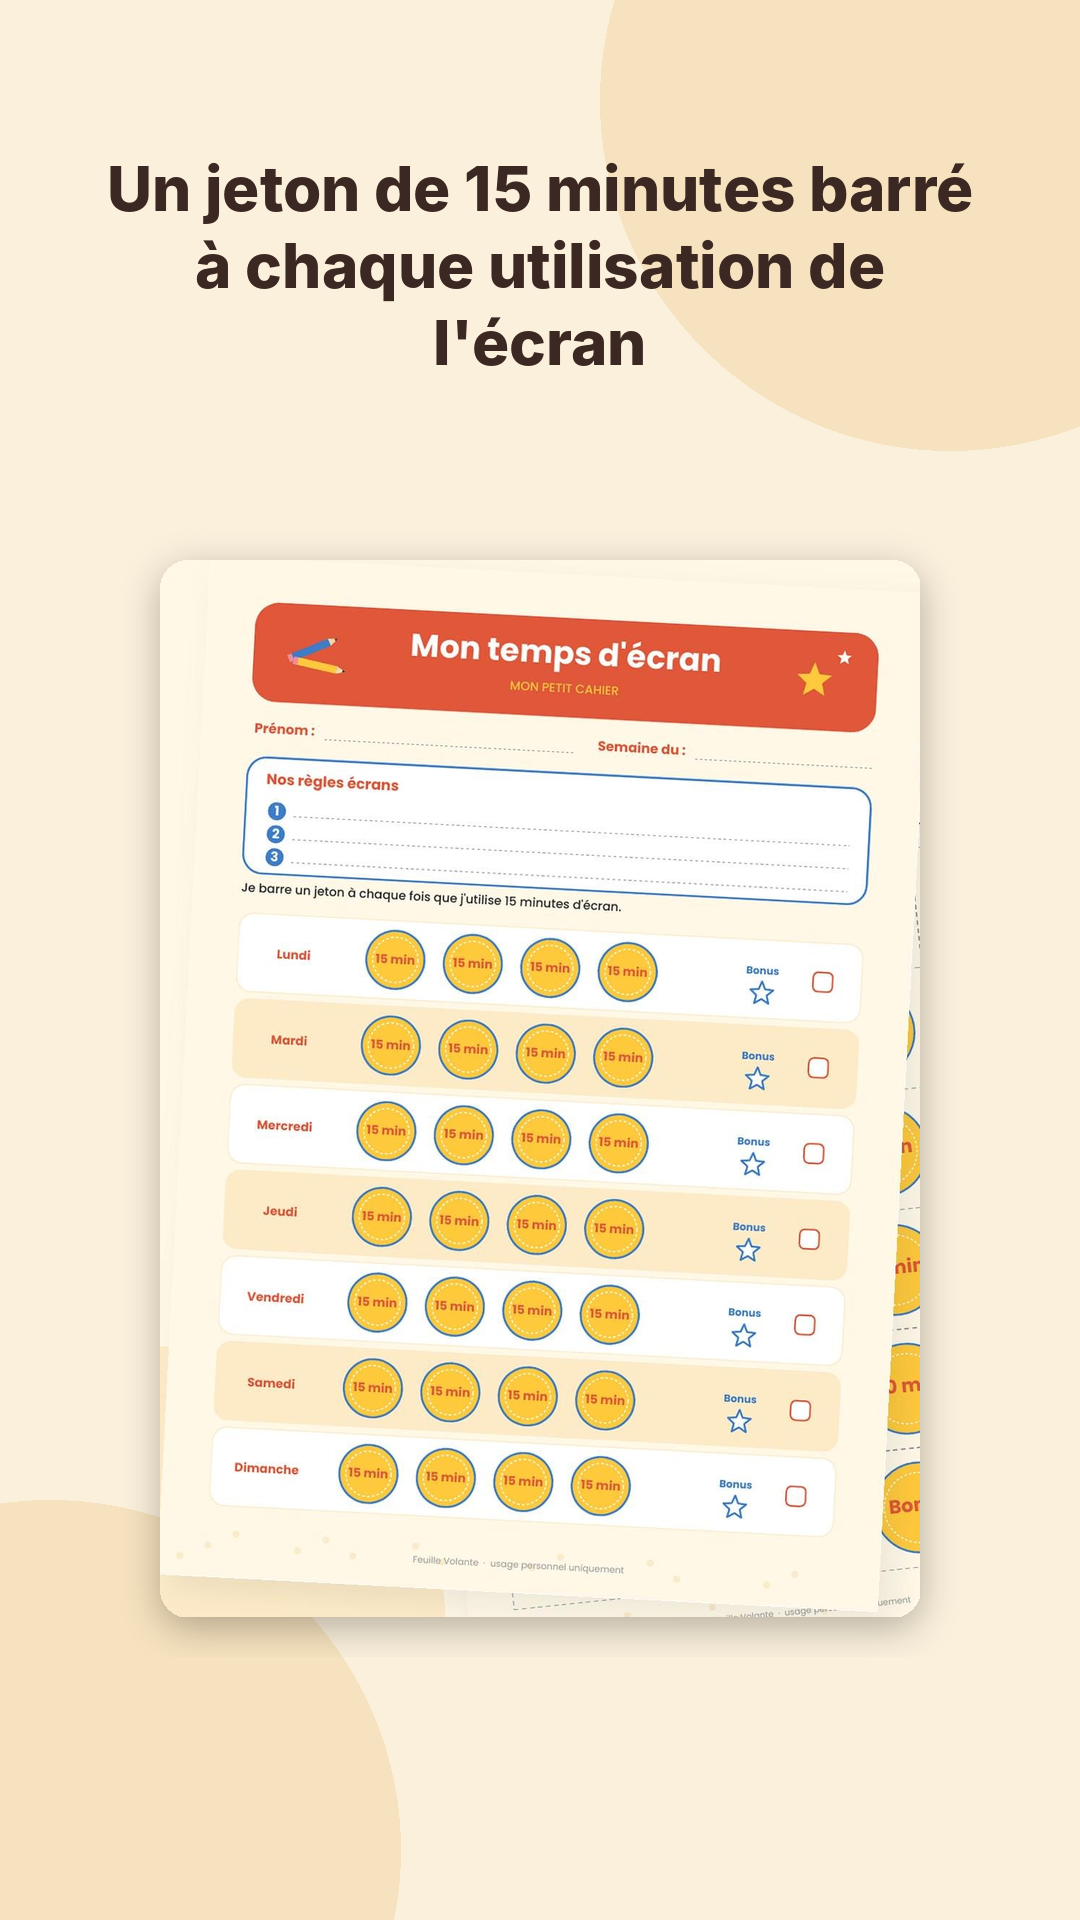 Un jeton de 15 minutes barré
à chaque utilisation de
l'écran
Mon temps d'écran
MON PETIT CAHIER
Prénom :
Semaine du :
Nos règles écrans
1
2
3
Je barre un jeton à chaque fois que j'utilise 15 minutes d'écran.
Lundi 15 min 15 min 15 min 15 min Bonus
Mardi 15 min 15 min 15 min 15 min Bonus
Mercredi 15 min 15 min 15 min 15 min Bonus
Jeudi 15 min 15 min 15 min 15 min Bonus
Vendredi 15 min 15 min 15 min 15 min Bonus
Samedi 15 min 15 min 15 min 15 min Bonus
Dimanche 15 min 15 min 15 min 15 min Bonus
Feuille Volante · usage personnel uniquement